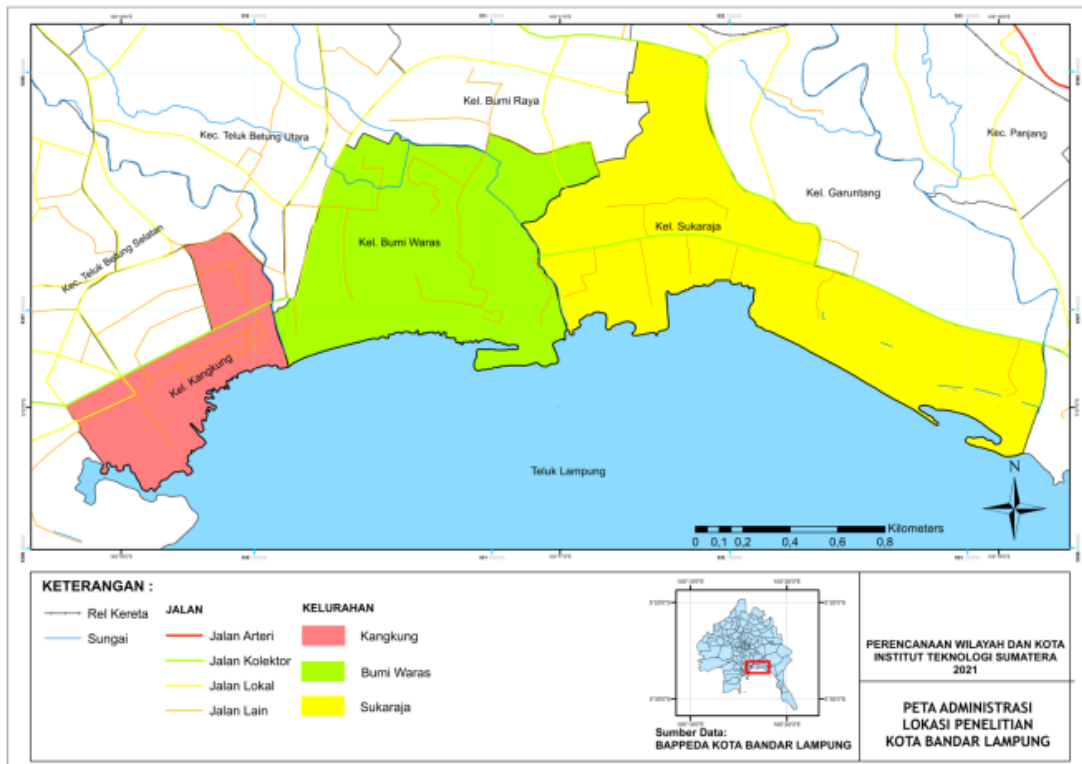 Kel. Bumi Raya
Kec. Teluk Betung Utara
Kec. Panjang
Kel. Garuntang
Kel. Sukaraja
Kel. Bumi Waras
Kec. Teluk Betung Selatan
Kel. Kangkung
Teluk Lampung
N
Kilometers
0 0,1 0,2 0,4 0,6 0,8
KETERANGAN :
Rel Kereta
Sungai
JALAN
Jalan Arteri
Jalan Kolektor
Jalan Lokal
Jalan Lain
KELURAHAN
Kangkung
Bumi Waras
Sukaraja
Sumber Data:
BAPPEDA KOTA BANDAR LAMPUNG
PERENCANAAN WILAYAH DAN KOTA
INSTITUT TEKNOLOGI SUMATERA
2021
PETA ADMINISTRASI
LOKASI PENELITIAN
KOTA BANDAR LAMPUNG